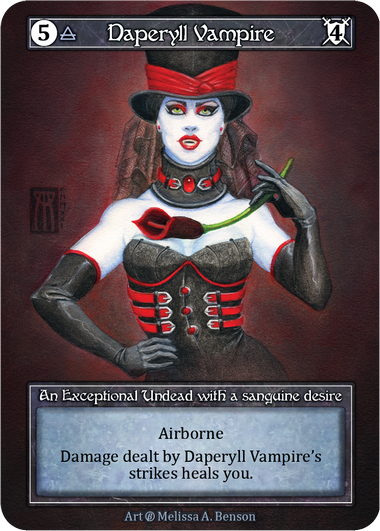 5 Daperyll Vampire 4
An Exceptional Undead with a sanguine desire
Airborne
Damage dealt by Daperyll Vampire's
strikes heals you.
Art @ Melissa A. Benson